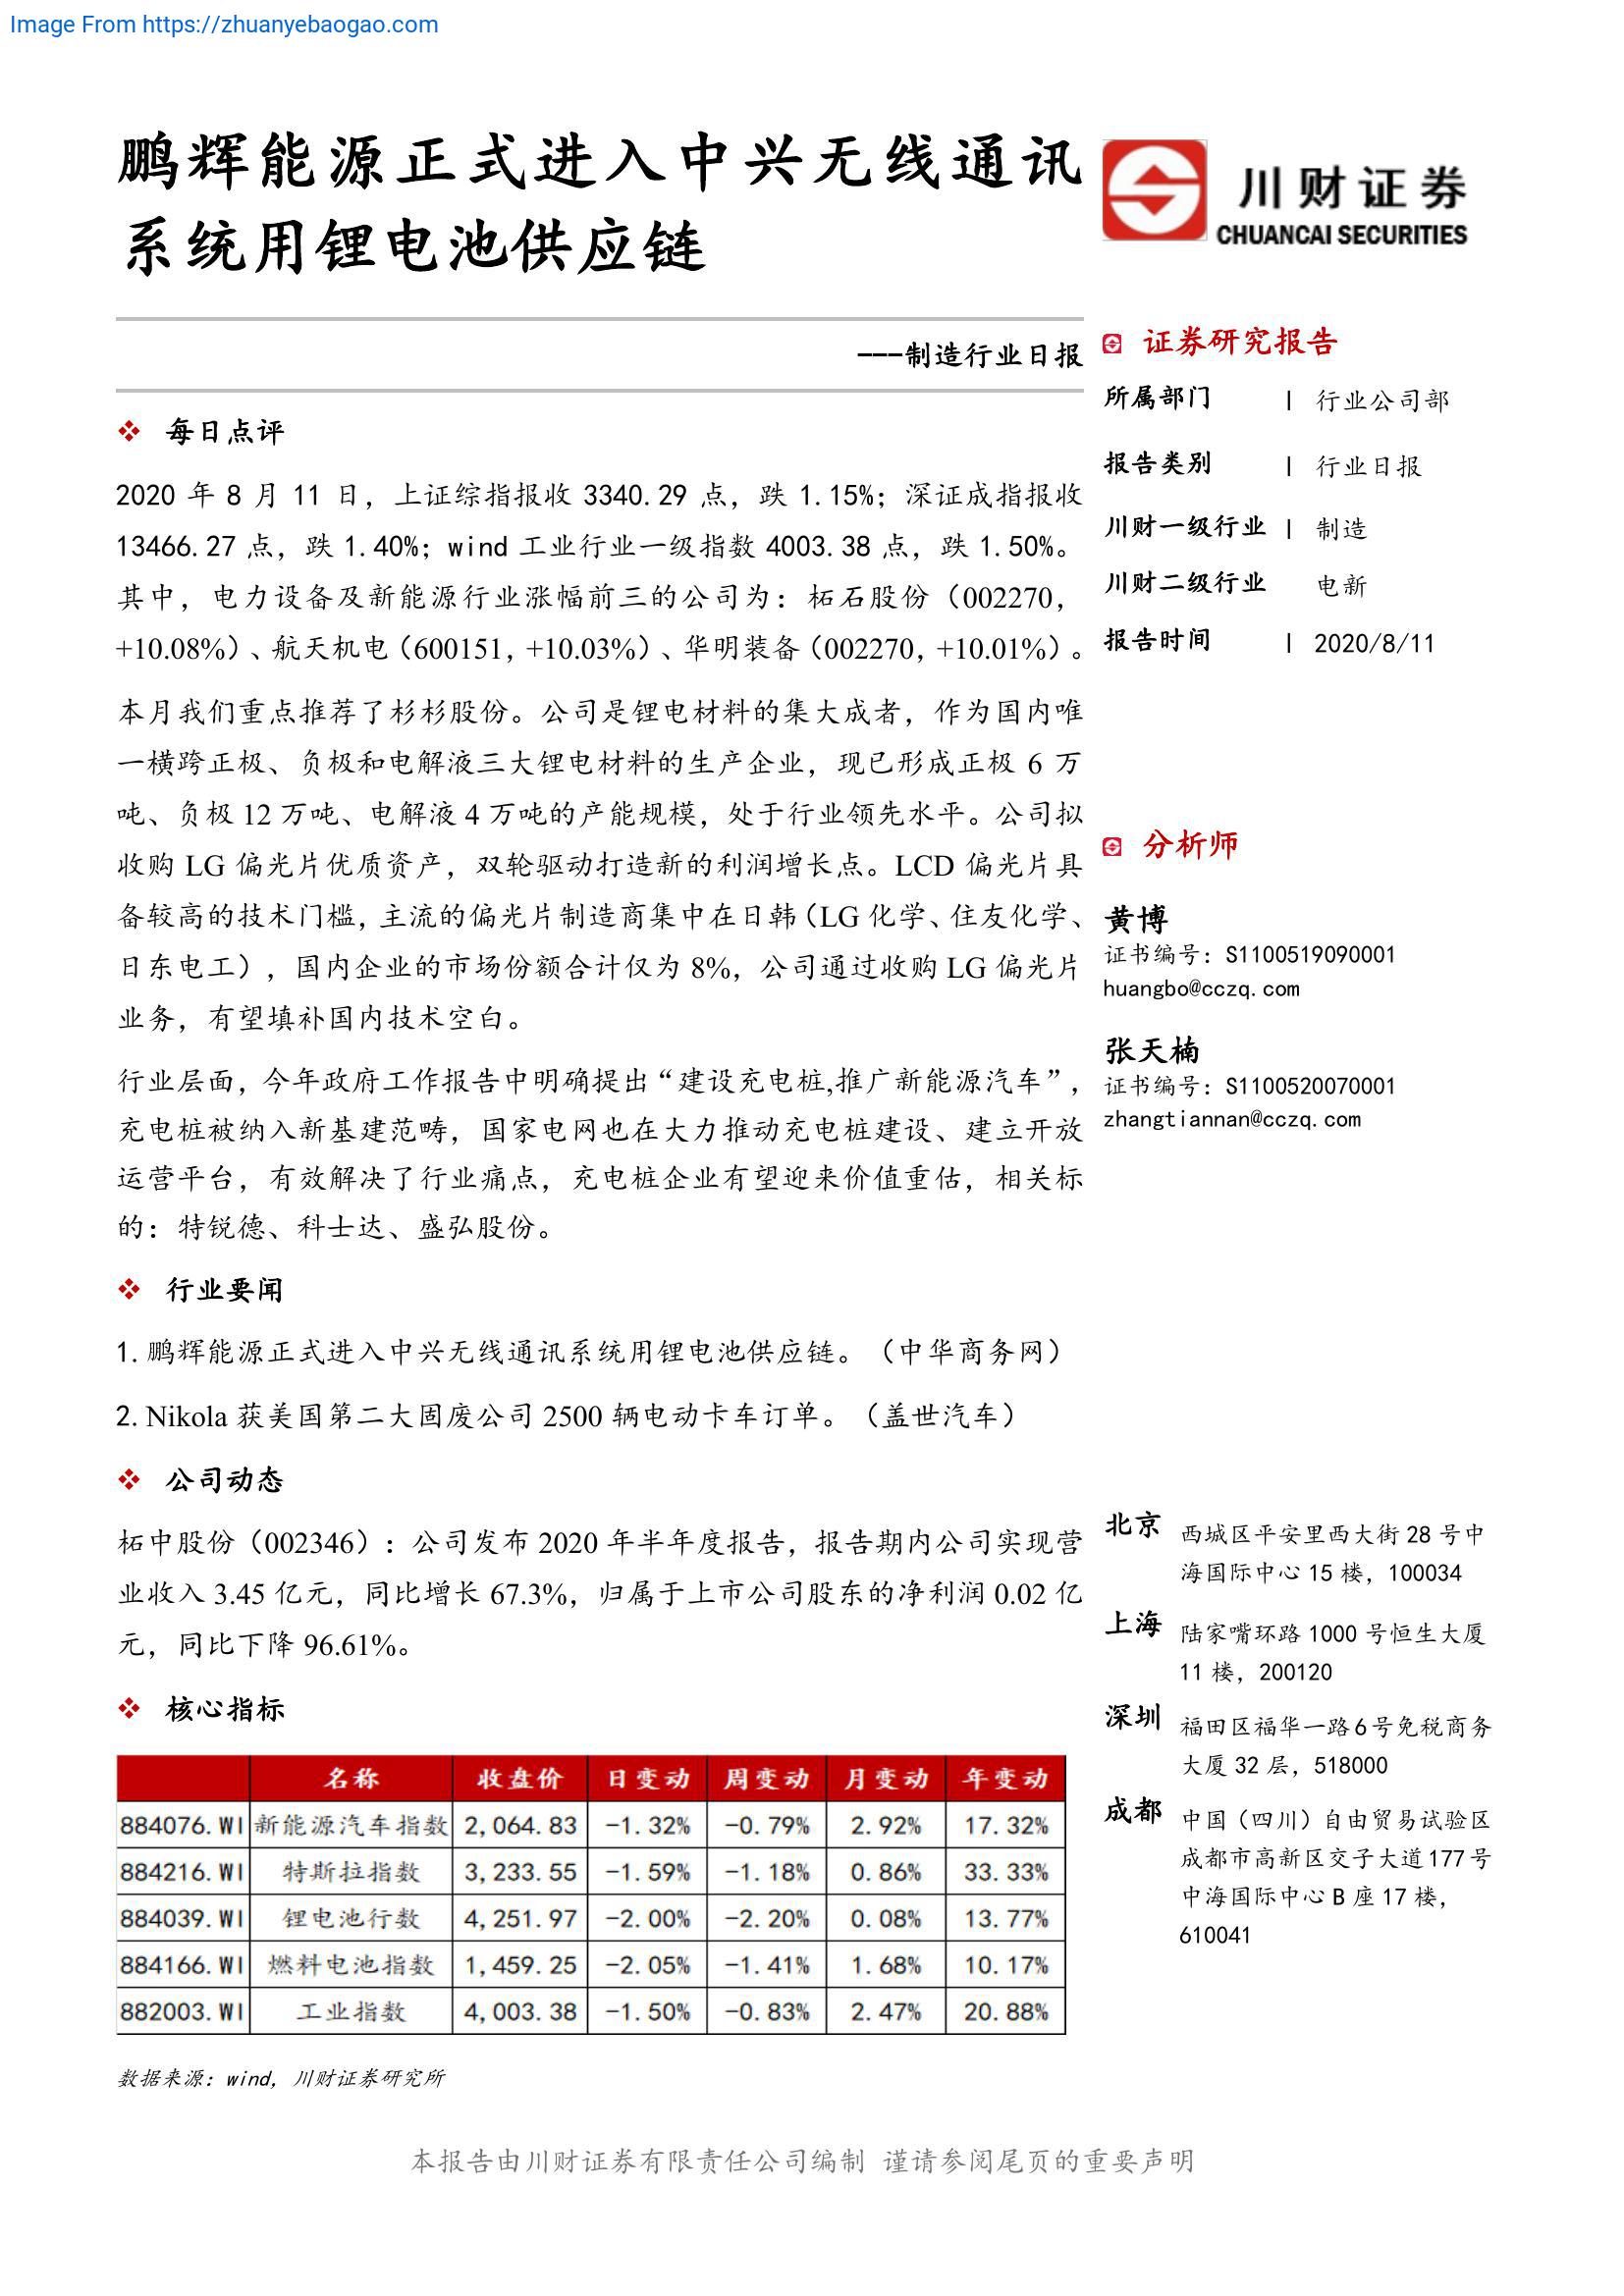 Image From https://zhuanyebaogao.com
鹏辉能源正式进入中兴无线通讯
系统用锂电池供应链
川财证券
CHUANCAI SECURITIES
---制造行业日报
❖ 每日点评
2020 年 8 月 11 日，上证综指报收 3340.29 点，跌 1.15%；深证成指报收
13466.27 点，跌 1.40%；wind 工业行业一级指数 4003.38 点，跌 1.50%。
其中，电力设备及新能源行业涨幅前三的公司为：柘石股份（002270，
+10.08%）、航天机电（600151，+10.03%）、华明装备（002270，+10.01%）。
本月我们重点推荐了杉杉股份。公司是锂电材料的集大成者，作为国内唯
一横跨正极、负极和电解液三大锂电材料的生产企业，现已形成正极 6 万
吨、负极 12 万吨、电解液 4 万吨的产能规模，处于行业领先水平。公司拟
收购 LG 偏光片优质资产，双轮驱动打造新的利润增长点。LCD 偏光片具
备较高的技术门槛，主流的偏光片制造商集中在日韩（LG 化学、住友化学、
日东电工），国内企业的市场份额合计仅为 8%，公司通过收购 LG 偏光片
业务，有望填补国内技术空白。
行业层面，今年政府工作报告中明确提出“建设充电桩,推广新能源汽车”，
充电桩被纳入新基建范畴，国家电网也在大力推动充电桩建设、建立开放
运营平台，有效解决了行业痛点，充电桩企业有望迎来价值重估，相关标
的：特锐德、科士达、盛弘股份。
❖ 行业要闻
1. 鹏辉能源正式进入中兴无线通讯系统用锂电池供应链。（中华商务网）
2. Nikola 获美国第二大固废公司 2500 辆电动卡车订单。（盖世汽车）
❖ 公司动态
柘中股份（002346）：公司发布 2020 年半年度报告，报告期内公司实现营
业收入 3.45 亿元，同比增长 67.3%，归属于上市公司股东的净利润 0.02 亿
元，同比下降 96.61%。
❖ 核心指标
名称 收盘价 日变动 周变动 月变动 年变动
884076.WI 新能源汽车指数 2,064.83 -1.32% -0.79% 2.92% 17.32%
884216.WI 特斯拉指数 3,233.55 -1.59% -1.18% 0.86% 33.33%
884039.WI 锂电池行数 4,251.97 -2.00% -2.20% 0.08% 13.77%
884166.WI 燃料电池指数 1,459.25 -2.05% -1.41% 1.68% 10.17%
882003.WI 工业指数 4,003.38 -1.50% -0.83% 2.47% 20.88%
数据来源：wind，川财证券研究所
证券研究报告
所属部门 | 行业公司部
报告类别 | 行业日报
川财一级行业 | 制造
川财二级行业 电新
报告时间 | 2020/8/11
分析师
黄博
证书编号：S1100519090001
huangbo@cczq.com
张天楠
证书编号：S1100520070001
zhangtiannan@cczq.com
北京 西城区平安里西大街 28 号中
海国际中心 15 楼，100034
上海 陆家嘴环路 1000 号恒生大厦
11 楼，200120
深圳 福田区福华一路 6 号免税商务
大厦 32 层，518000
成都 中国（四川）自由贸易试验区
成都市高新区交子大道 177 号
中海国际中心 B 座 17 楼，
610041
本报告由川财证券有限责任公司编制 谨请参阅尾页的重要声明